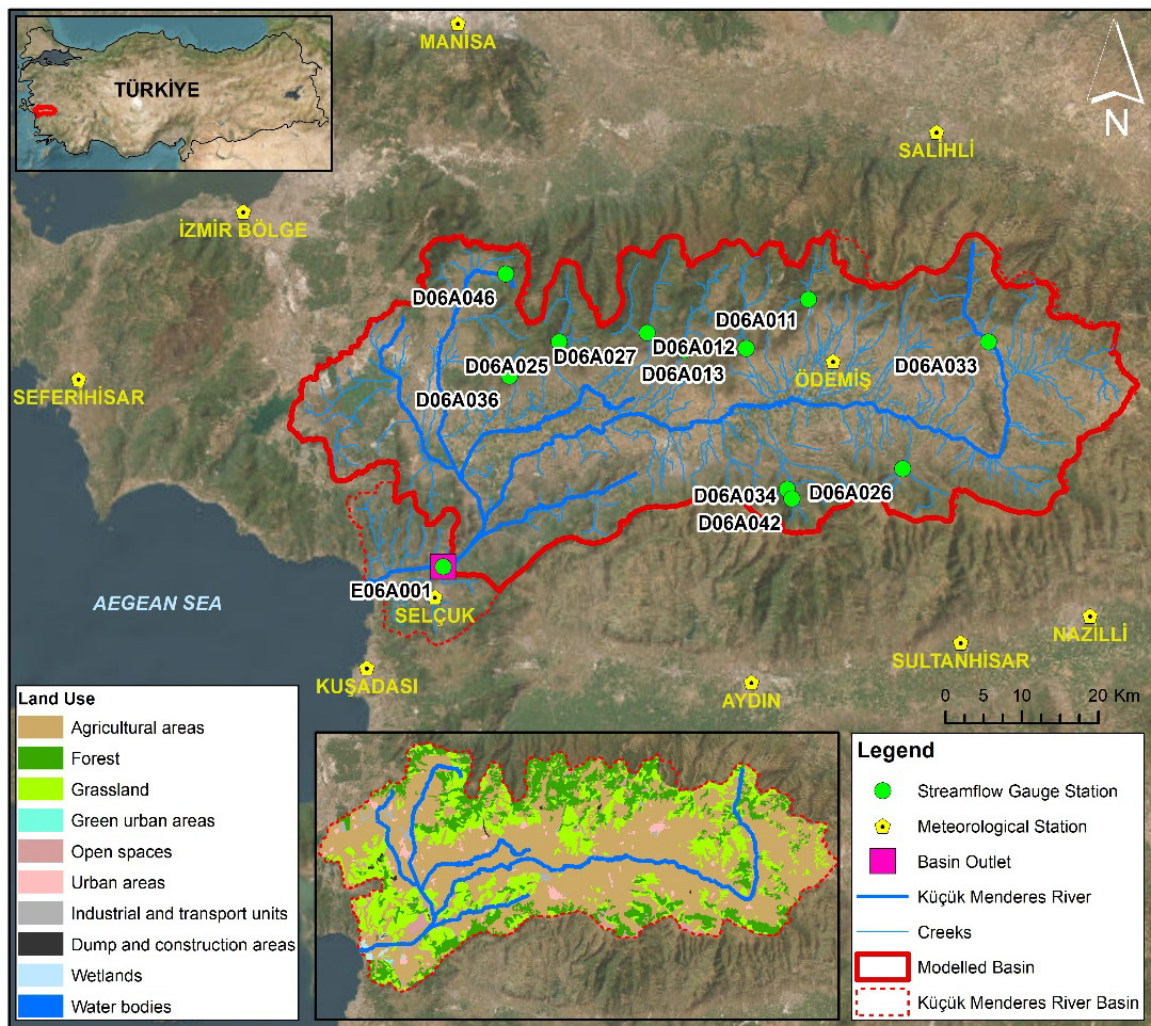 MANİSA
TÜRKİYE
N
SALİHLİ
İZMİR BÖLGE
D06A046
D06A011
D06A025
D06A027
D06A012
D06A013
D06A033
ÖDEMİŞ
SEFERİHİSAR
D06A036
D06A034
D06A026
D06A042
E06A001
AEGEAN SEA
SELÇUK
NAZİLLİ
SULTANHİSAR
KUŞADASI
AYDIN
0 5 10 20 Km
Land Use
Agricultural areas
Forest
Grassland
Green urban areas
Open spaces
Urban areas
Industrial and transport units
Dump and construction areas
Wetlands
Water bodies
Legend
Streamflow Gauge Station
Meteorological Station
Basin Outlet
Küçük Menderes River
Creeks
Modelled Basin
Küçük Menderes River Basin